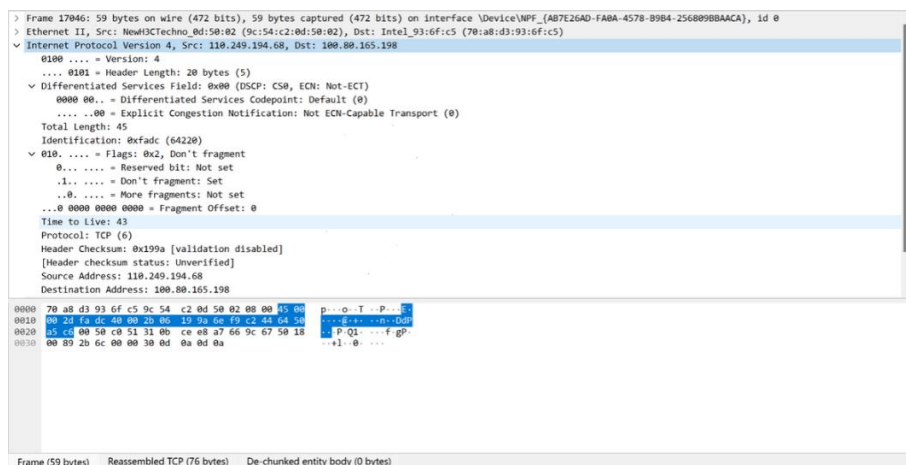 > Frame 17046: 59 bytes on wire (472 bits), 59 bytes captured (472 bits) on interface \Device\NPF_{AB7E26AD-FA0A-4578-B9B4-256809BBAACA}, id 0
> Ethernet II, Src: NewH3CTechno_0d:50:02 (9c:54:c2:0d:50:02), Dst: Intel_93:6f:c5 (70:a8:d3:93:6f:c5)
Internet Protocol Version 4, Src: 110.249.194.68, Dst: 100.80.165.198
0100 .... = Version: 4
.... 0101 = Header Length: 20 bytes (5)
Differentiated Services Field: 0x00 (DSCP: CS0, ECN: Not-ECT)
0000 00.. = Differentiated Services Codepoint: Default (0)
.... ..00 = Explicit Congestion Notification: Not ECN-Capable Transport (0)
Total Length: 45
Identification: 0xfadc (64220)
010. .... = Flags: 0x2, Don't fragment
0... .... = Reserved bit: Not set
.1.. .... = Don't fragment: Set
..0. .... = More fragments: Not set
...0 0000 0000 0000 = Fragment Offset: 0
Time to Live: 43
Protocol: TCP (6)
Header Checksum: 0x199a [validation disabled]
[Header checksum status: Unverified]
Source Address: 110.249.194.68
Destination Address: 100.80.165.198
0000 70 a8 d3 93 6f c5 9c 54 c2 0d 50 02 08 00 45 00 p···o··T ··P···E·
0010 00 2d fa dc 40 00 2b 06 19 9a 6e f9 c2 44 64 50 ·-··@·+· ··n··DdP
0020 a5 c6 00 50 c0 51 31 0b ce e8 a7 66 9c 67 50 18 ···P·Q1· ···f·gP·
0030 00 89 2b 6c 00 00 30 0d 0a 0d 0a ··+l··0· ···
Frame (59 bytes) Reassembled TCP (76 bytes) De-chunked entity body (0 bytes)